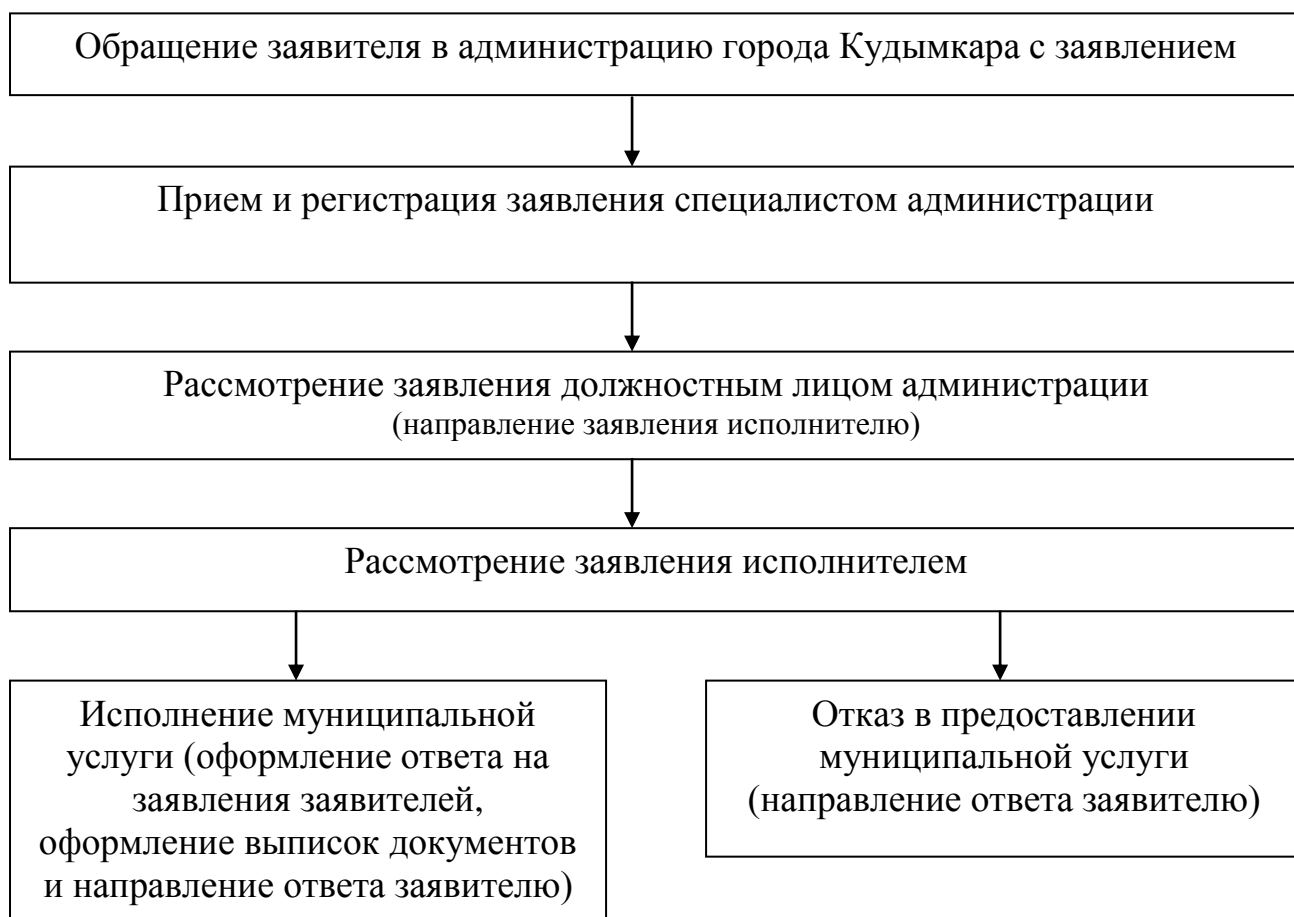 Обращение заявителя в администрацию города Кудымкара с заявлением
Прием и регистрация заявления специалистом администрации
Рассмотрение заявления должностным лицом администрации
(направление заявления исполнителю)
Рассмотрение заявления исполнителем
Исполнение муниципальной
услуги (оформление ответа на
заявления заявителей,
оформление выписок документов
и направление ответа заявителю)
Отказ в предоставлении
муниципальной услуги
(направление ответа заявителю)